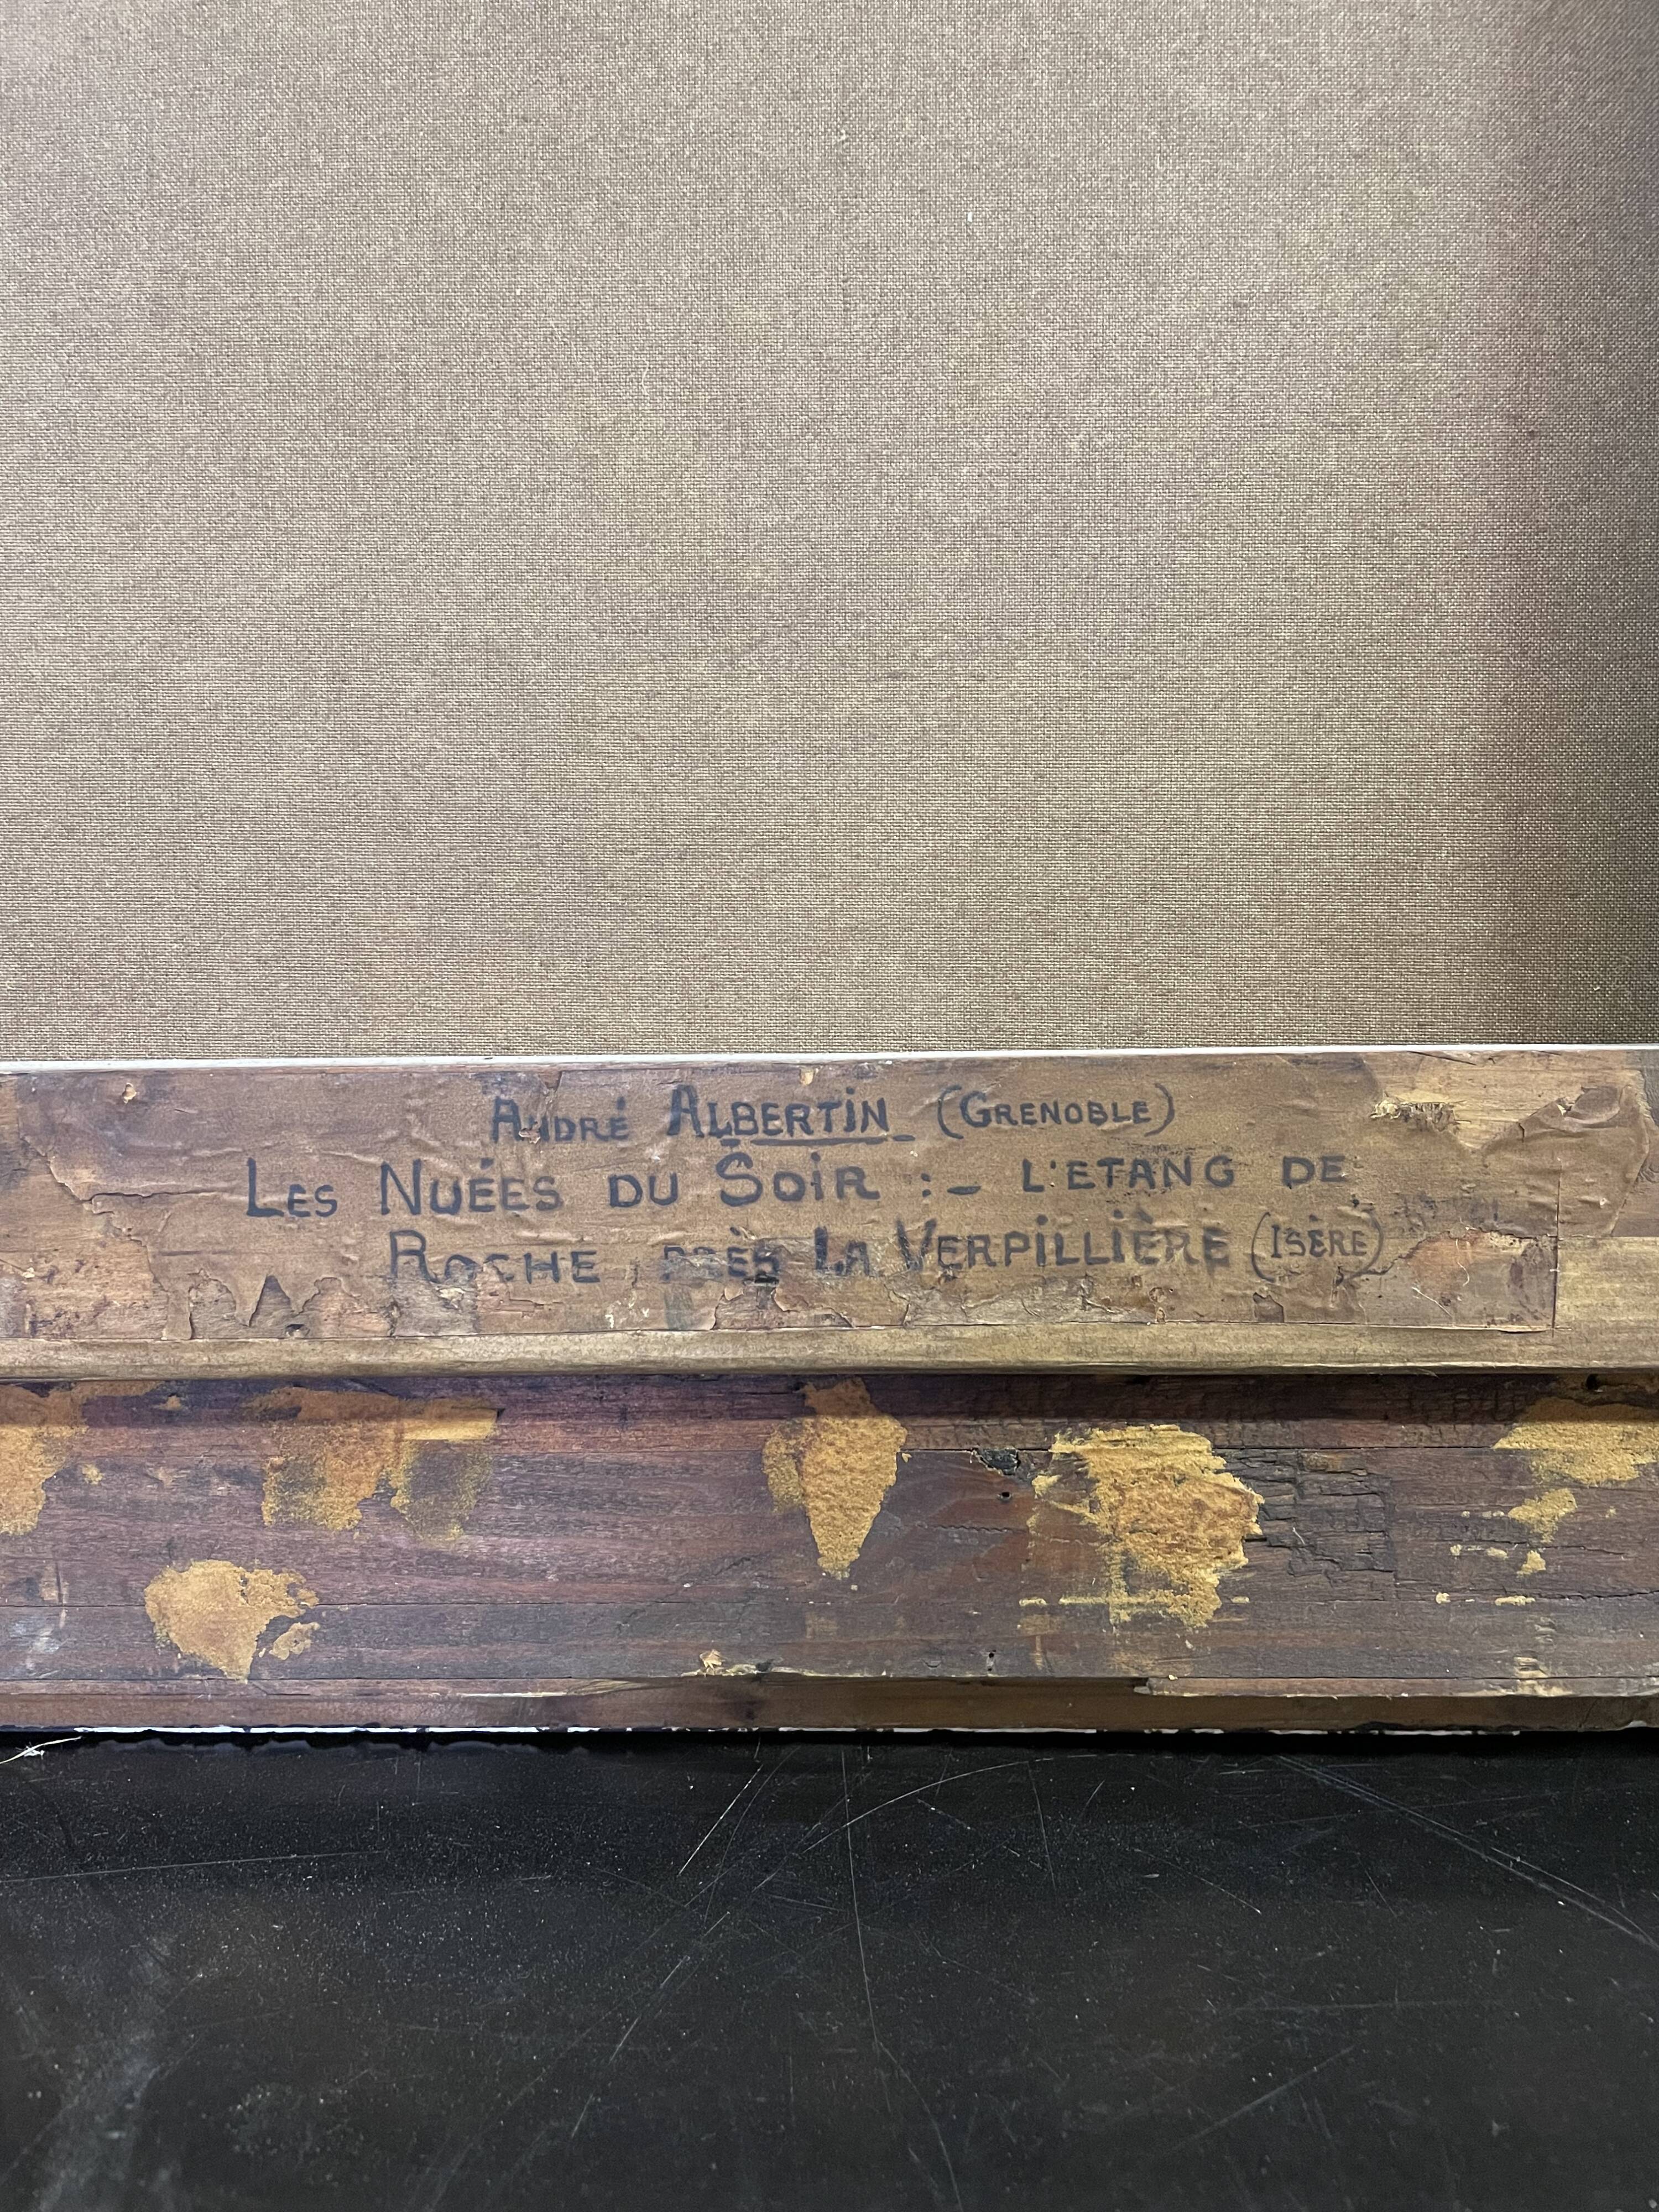 André ALBERTIN (GRENOBLE)
LES NUÉES DU SOIR :_ L'ETANG DE
ROCHE PRÈS LA VERPILLIÈRE (ISÈRE)